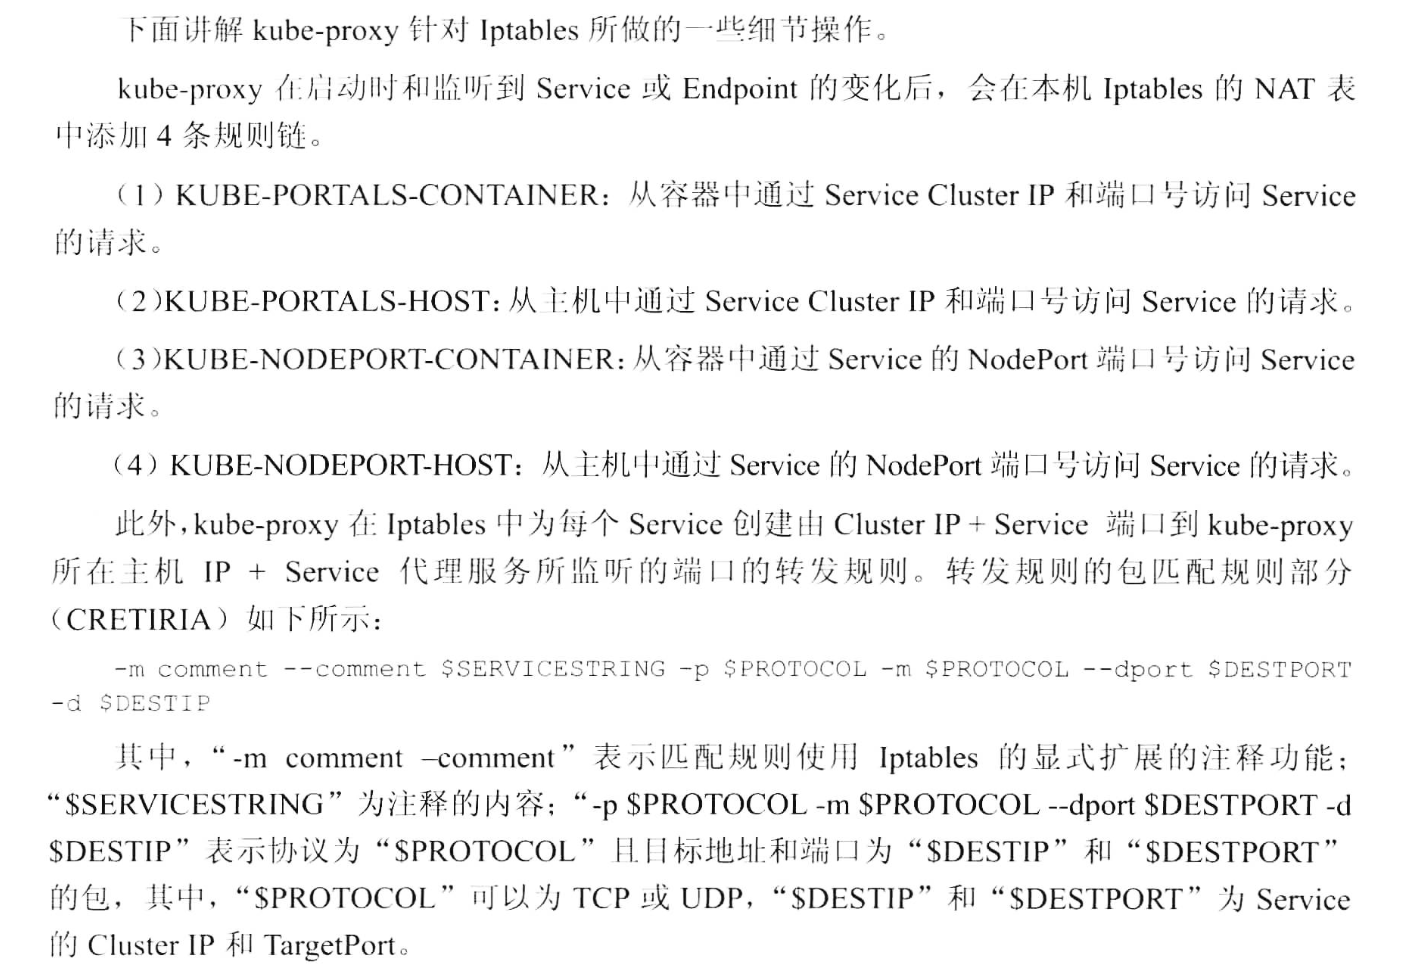 下面讲解 kube-proxy 针对 Iptables 所做的一些细节操作。
kube-proxy 在启动时和监听到 Service 或 Endpoint 的变化后，会在本机 Iptables 的 NAT 表
中添加 4 条规则链。
（1）KUBE-PORTALS-CONTAINER：从容器中通过 Service Cluster IP 和端口号访问 Service
的请求。
（2）KUBE-PORTALS-HOST：从主机中通过 Service Cluster IP 和端口号访问 Service 的请求。
（3）KUBE-NODEPORT-CONTAINER：从容器中通过 Service 的 NodePort 端口号访问 Service
的请求。
（4）KUBE-NODEPORT-HOST：从主机中通过 Service 的 NodePort 端口号访问 Service 的请求。
此外，kube-proxy 在 Iptables 中为每个 Service 创建由 Cluster IP + Service 端口到 kube-proxy
所在主机 IP + Service 代理服务所监听的端口的转发规则。转发规则的包匹配规则部分
（CRETIRIA）如下所示：
-m comment --comment $SERVICESTRING -p $PROTOCOL -m $PROTOCOL --dport $DESTPORT
-d $DESTIP
其中，“-m comment –comment”表示匹配规则使用 Iptables 的显式扩展的注释功能；
“$SERVICESTRING”为注释的内容；“-p $PROTOCOL -m $PROTOCOL --dport $DESTPORT -d
$DESTIP”表示协议为“$PROTOCOL”且目标地址和端口为“$DESTIP”和“$DESTPORT”
的包，其中，“$PROTOCOL”可以为 TCP 或 UDP，“$DESTIP”和“$DESTPORT”为 Service
的 Cluster IP 和 TargetPort。